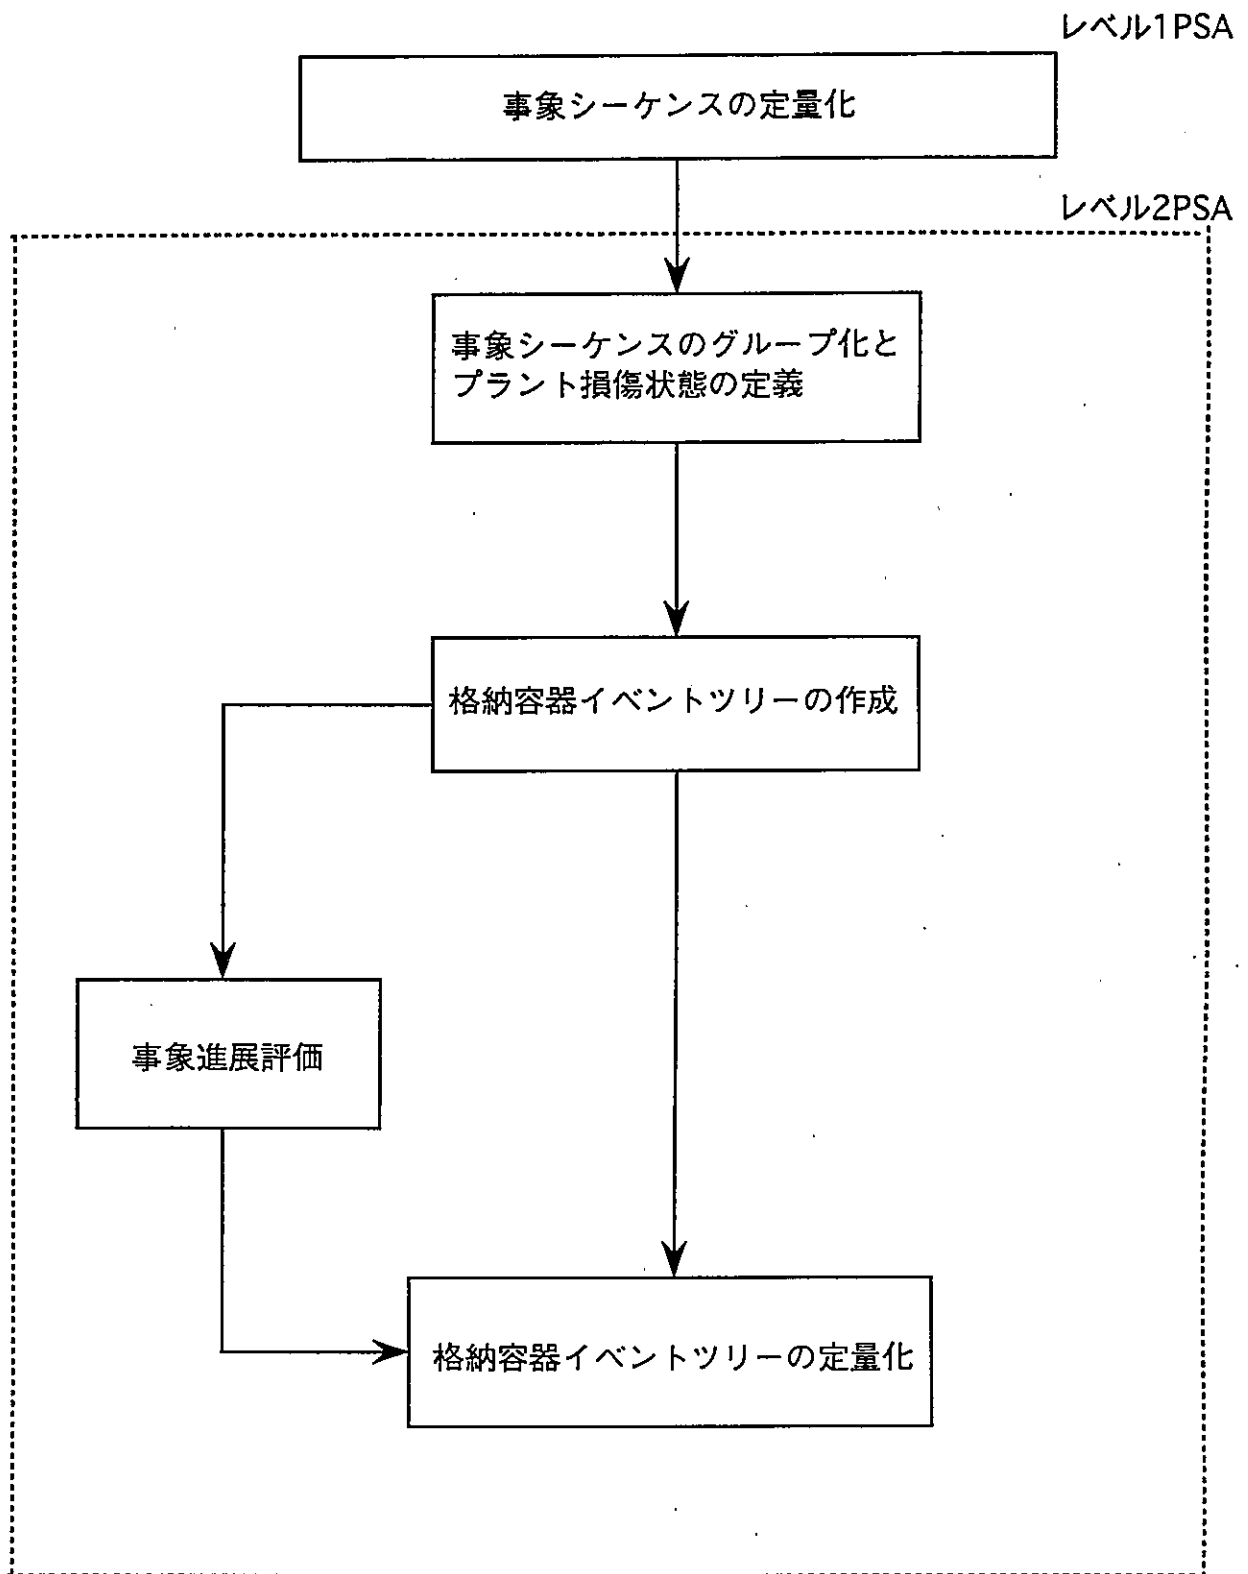 レベル1PSA
事象シーケンスの定量化
レベル2PSA
事象シーケンスのグループ化と
プラント損傷状態の定義
格納容器イベントツリーの作成
事象進展評価
格納容器イベントツリーの定量化